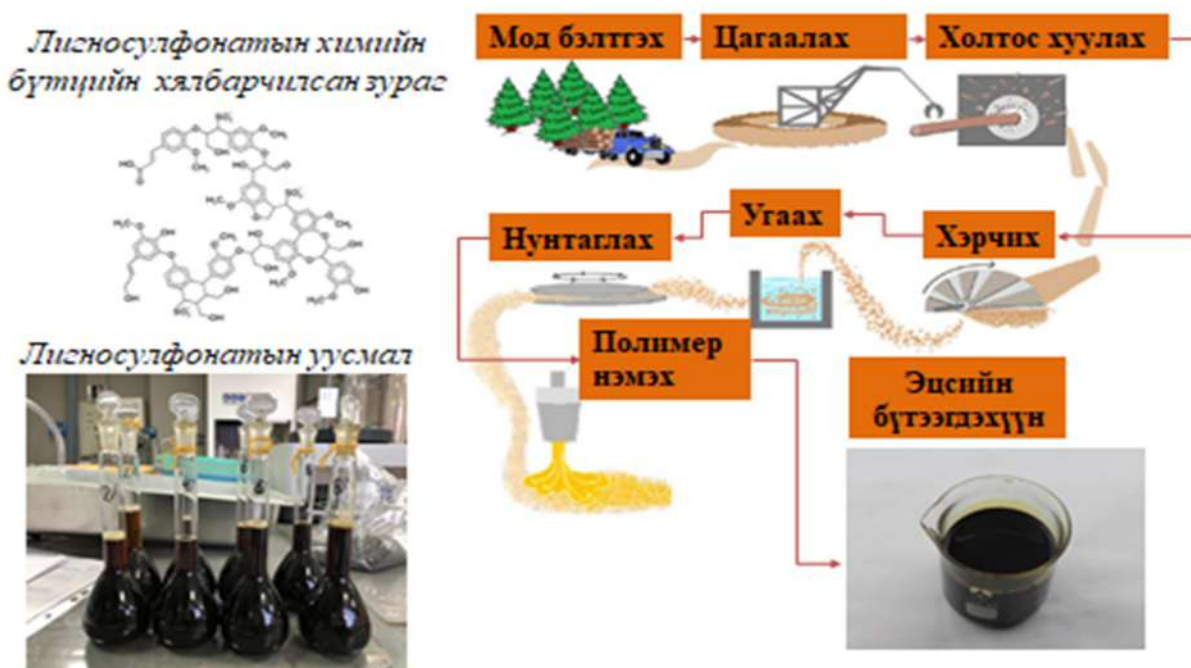 Лигносулфонатын химийн
бүтцийн хялбарчилсан зураг
Мод бэлтгэх
Цагаалах
Холтос хуулах
Хэрчих
Угаах
Нунтаглах
Полимер
нэмэх
Эцсийн
бүтээгдэхүүн
Лигносулфонатын уусмал